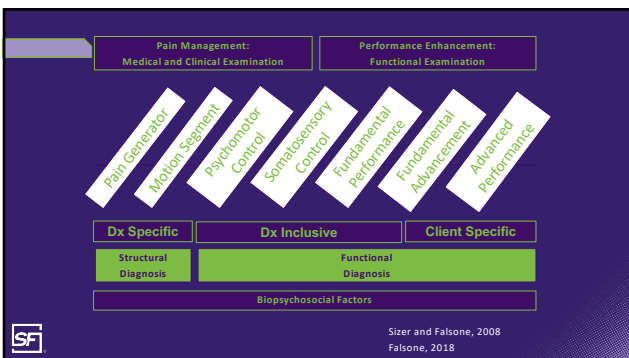 Pain Management:
Medical and Clinical Examination
Performance Enhancement:
Functional Examination
Pain Generator
Motion Segment
Psychomotor
Control
Somatosensory
Control
Fundamental
Performance
Fundamental
Advancement
Advanced
Performance
Dx Specific
Dx Inclusive
Client Specific
Structural
Diagnosis
Functional
Diagnosis
Biopsychosocial Factors
SF
Sizer and Falsone, 2008
Falsone, 2018